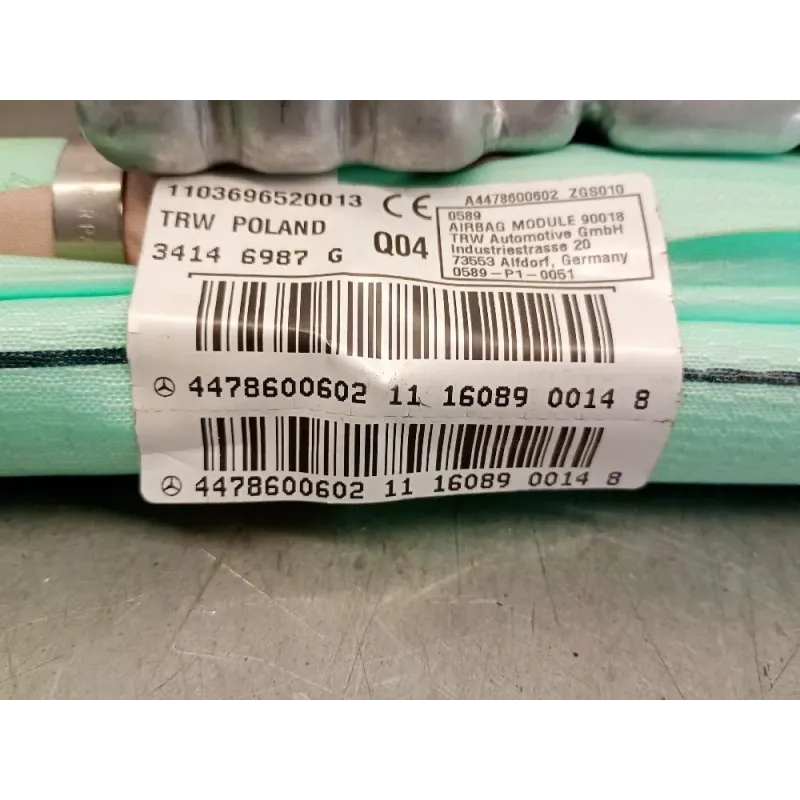 1103696520013
TRW POLAND
3414 6987 G
Q04
CE
A4478600602 ZGS010
0589
AIRBAG MODULE 90018
TRW Automotive GmbH
Industriestrasse 20
73553 Alfdorf, Germany
0589-P1-0051
4478600602 11 16089 0014 8
4478600602 11 16089 0014 8